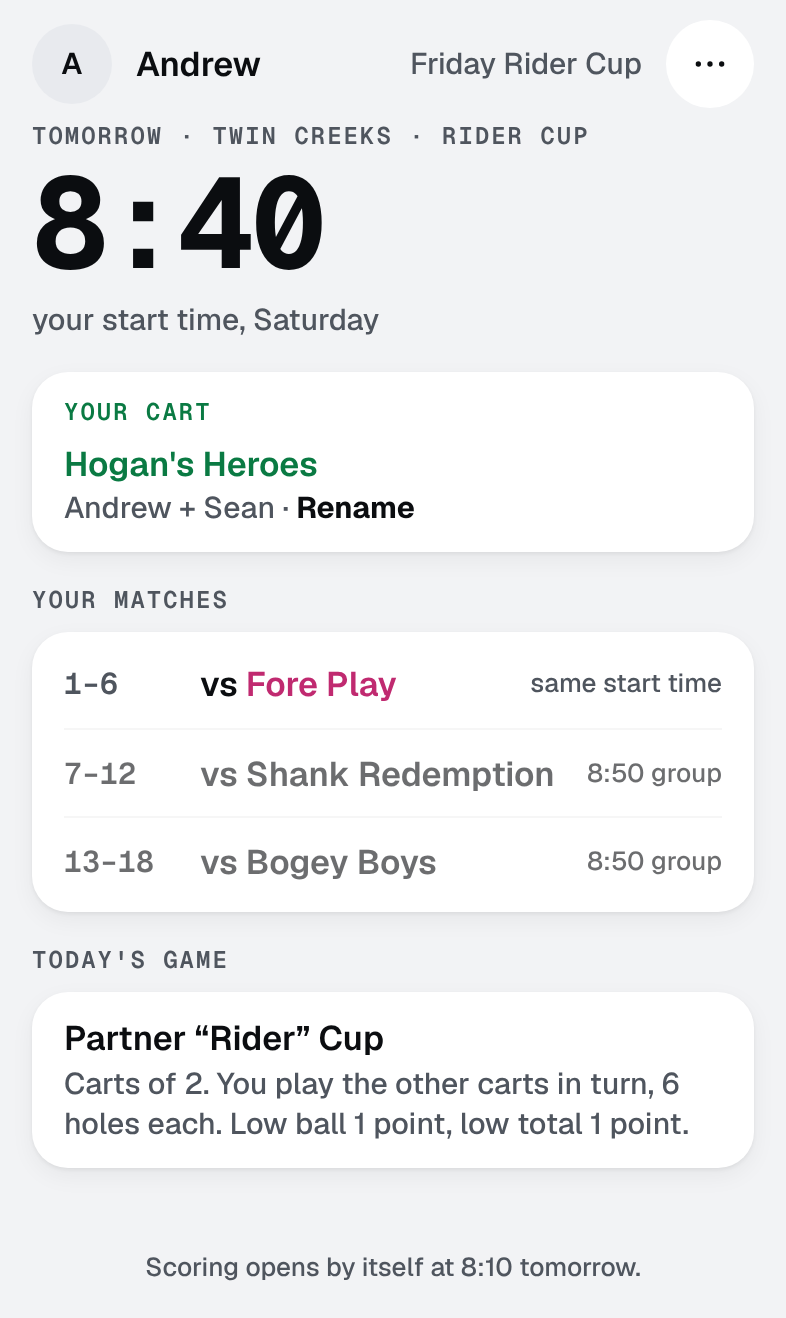 A Andrew Friday Rider Cup ...
TOMORROW · TWIN CREEKS · RIDER CUP
8:40
your start time, Saturday
YOUR CART
Hogan's Heroes
Andrew + Sean · Rename
YOUR MATCHES
1–6 vs Fore Play same start time
7–12 vs Shank Redemption 8:50 group
13–18 vs Bogey Boys 8:50 group
TODAY'S GAME
Partner “Rider” Cup
Carts of 2. You play the other carts in turn, 6
holes each. Low ball 1 point, low total 1 point.
Scoring opens by itself at 8:10 tomorrow.